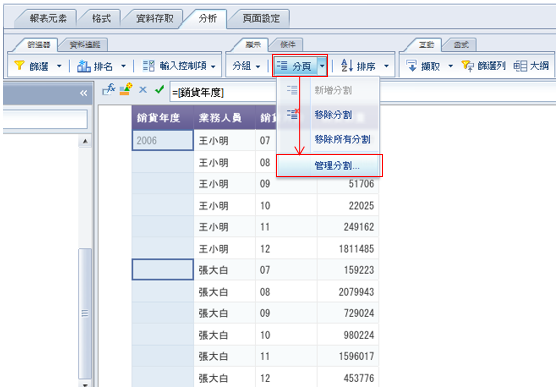 報表元素 格式 資料存取 分析 頁面設定
篩選器 資料追蹤 顯示 條件 互動 函式
篩選 排名 輸入控制項 分組 分頁 排序 擷取 篩選列 大綱
=[銷貨年度]
新增分割
移除分割
移除所有分割
管理分割...
銷貨年度 業務人員 銷貨
2006 王小明 07
王小明 08
王小明 09 51706
王小明 10 22025
王小明 11 249162
王小明 12 1811485
張大白 07 159223
張大白 08 2079943
張大白 09 729024
張大白 10 980224
張大白 11 1596017
張大白 12 453776